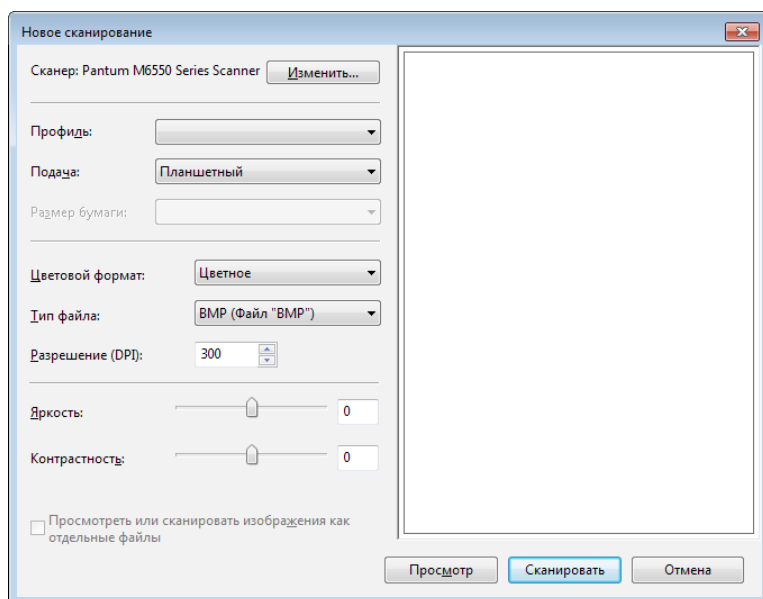 Новое сканирование
Сканер: Pantum M6550 Series Scanner Изменить...
Профиль:
Подача: Планшетный
Размер бумаги:
Цветовой формат: Цветное
Тип файла: BMP (Файл "BMP")
Разрешение (DPI): 300
Яркость: 0
Контрастность: 0
Просмотреть или сканировать изображения как
отдельные файлы
Просмотр Сканировать Отмена